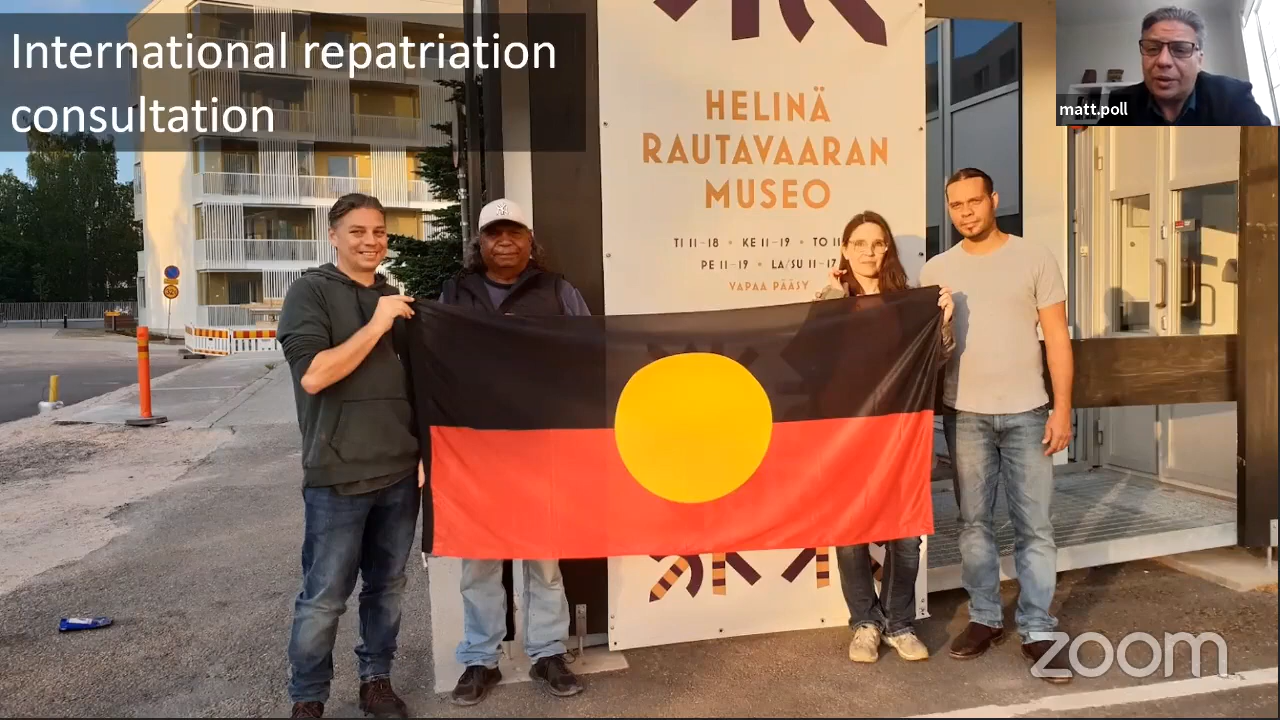 International repatriation
consultation
matt.poll
HELINÄ
RAUTAVAARAN
MUSEO
TI 11–18 • KE 11–19 • TO 11
PE 11–19 • LA/SU 11–17
VAPAA PÄÄSY
zoom